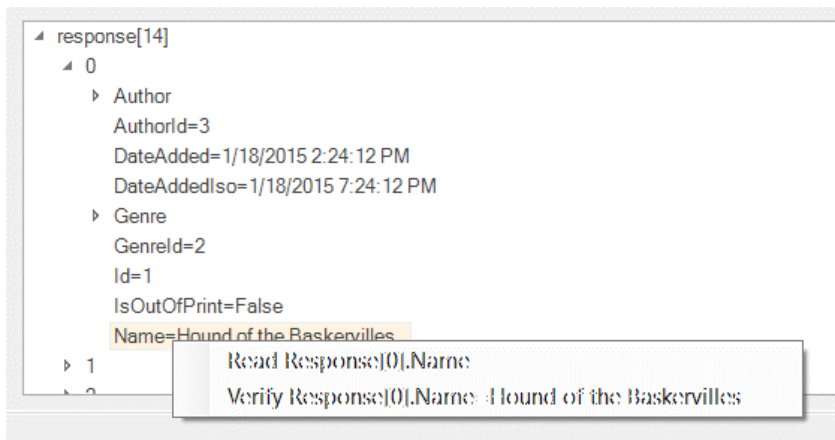 response[14]
0
Author
AuthorId=3
DateAdded=1/18/2015 2:24:12 PM
DateAddedIso=1/18/2015 7:24:12 PM
Genre
GenreId=2
Id=1
IsOutOfPrint=False
Name=Hound of the Baskervilles
Read Response[0].Name
1
Verify Response[0].Name=Hound of the Baskervilles